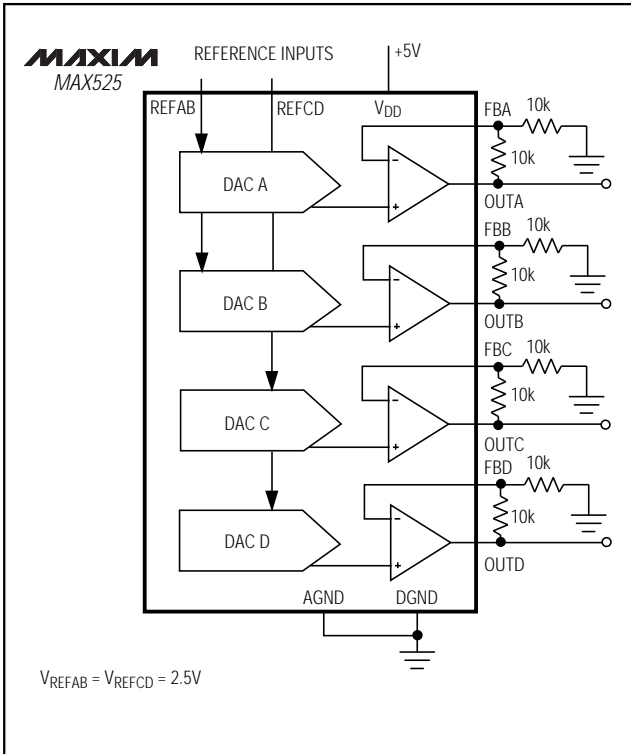 MAXIM
MAX525
REFERENCE INPUTS
+5V
REFAB
REFCD
VDD
FBA
10k
10k
DAC A
OUTA
FBB
10k
10k
DAC B
OUTB
FBC
10k
10k
DAC C
OUTC
FBD
10k
10k
DAC D
OUTD
AGND
DGND
VREFAB = VREFCD = 2.5V